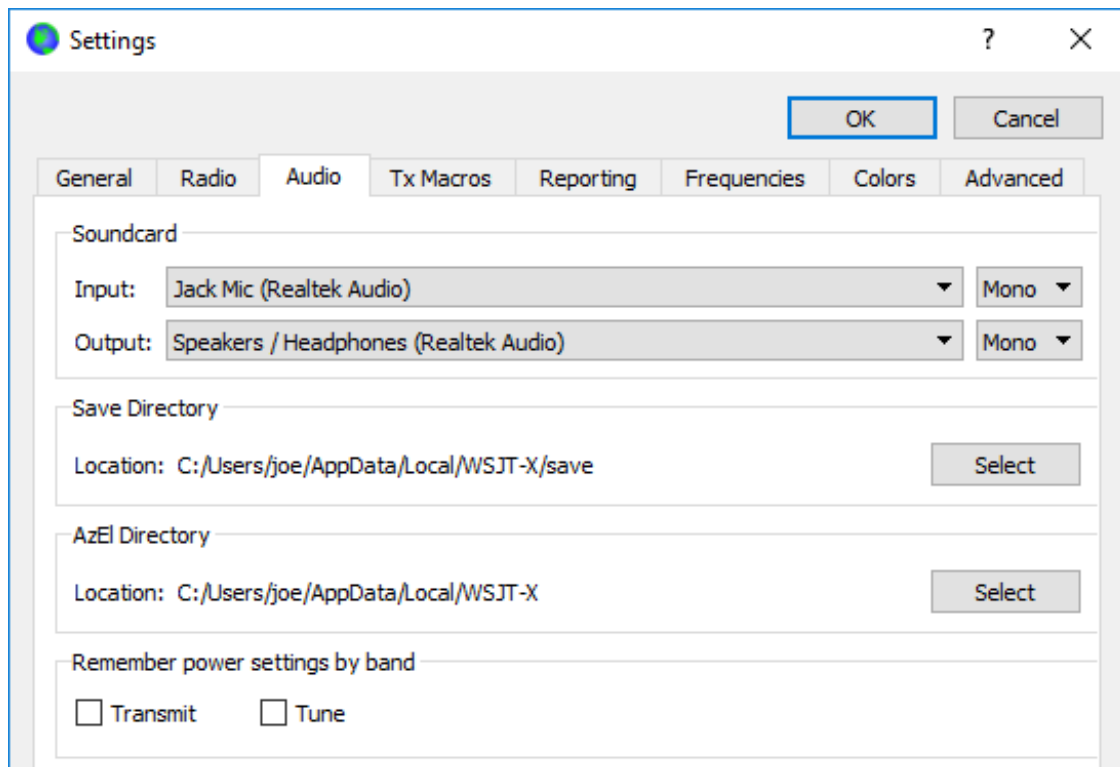 Settings
?
OK Cancel
General Radio Audio Tx Macros Reporting Frequencies Colors Advanced
Soundcard
Input: Jack Mic (Realtek Audio) Mono
Output: Speakers / Headphones (Realtek Audio) Mono
Save Directory
Location: C:/Users/joe/AppData/Local/WSJT-X/save Select
AzEl Directory
Location: C:/Users/joe/AppData/Local/WSJT-X Select
Remember power settings by band
Transmit Tune